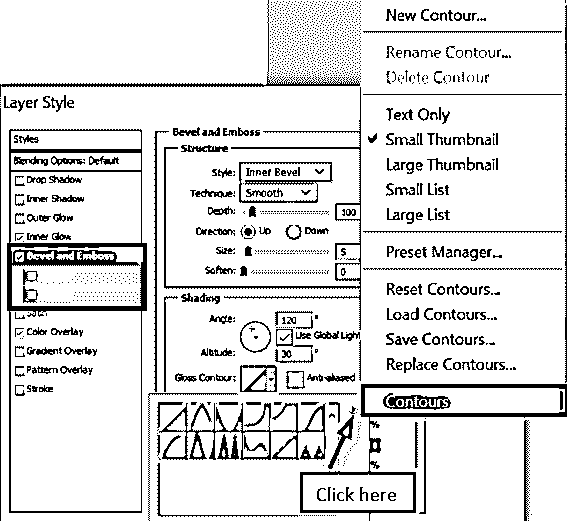 New Contour...
Rename Contour...
Delete Contour
Text Only
Small Thumbnail
Large Thumbnail
Small List
Large List
Preset Manager...
Reset Contours...
Load Contours...
Save Contours...
Replace Contours...
Contours
Layer Style
Styles
Blending Options: Default
Drop Shadow
Inner Shadow
Outer Glow
Inner Glow
Bevel and Emboss
Satin
Color Overlay
Gradient Overlay
Pattern Overlay
Stroke
Bevel and Emboss
Structure
Style: Inner Bevel
Technique: Smooth
Depth: 100
Direction: Up Down
Size: 5
Soften: 0
Shading
Angle: 120 °
Use Global Light
Altitude: 30 °
Gloss Contour: Anti-aliased
%
%
Click here